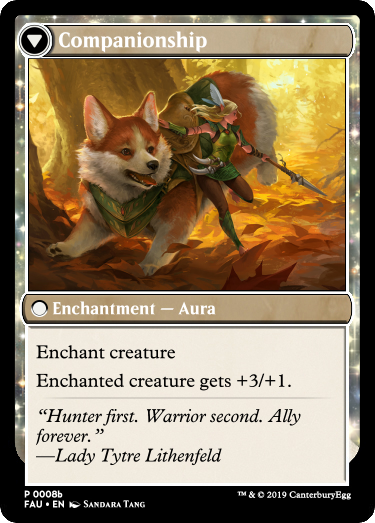 Companionship
Enchantment — Aura
Enchant creature
Enchanted creature gets +3/+1.
“Hunter first. Warrior second. Ally
forever.”
—Lady Tytre Lithenfeld
P 0008b
FAU • EN SANDARA TANG
™ & © 2019 CanterburyEgg